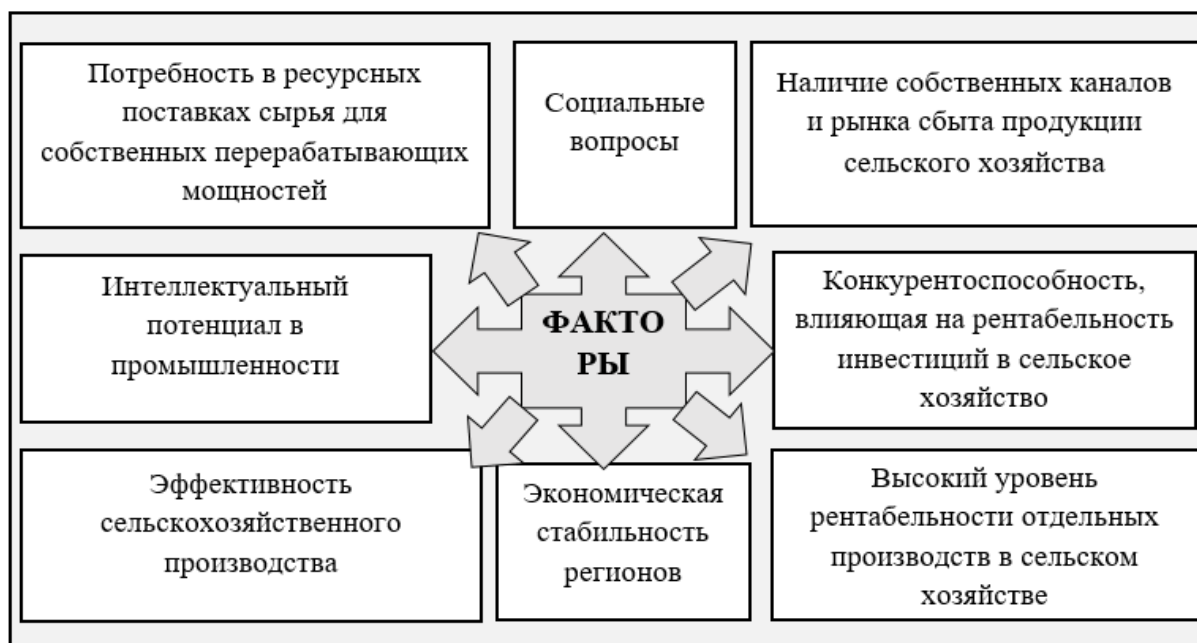 Потребность в ресурсных
поставках сырья для
собственных перерабатывающих
мощностей
Социальные
вопросы
Наличие собственных каналов
и рынка сбыта продукции
сельского хозяйства
Интеллектуальный
потенциал в
промышленности
ФАКТО
РЫ
Конкурентоспособность,
влияющая на рентабельность
инвестиций в сельское
хозяйство
Эффективность
сельскохозяйственного
производства
Экономическая
стабильность
регионов
Высокий уровень
рентабельности отдельных
производств в сельском
хозяйстве